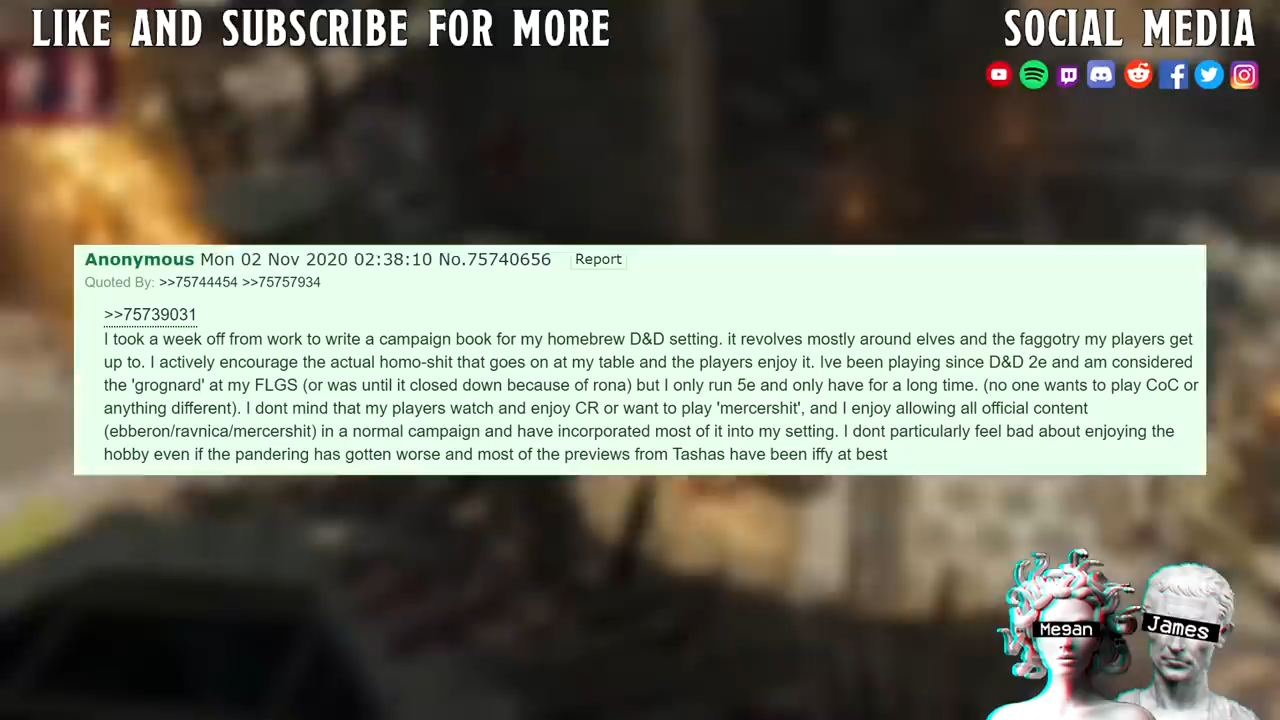 LIKE AND SUBSCRIBE FOR MORE
SOCIAL MEDIA
Anonymous Mon 02 Nov 2020 02:38:10 No.75740656 Report
Quoted By: >>75744454 >>75757934
>>75739031
I took a week off from work to write a campaign book for my homebrew D&D setting. it revolves mostly around elves and the faggotry my players get
up to. I actively encourage the actual homo-shit that goes on at my table and the players enjoy it. Ive been playing since D&D 2e and am considered
the 'grognard' at my FLGS (or was until it closed down because of rona) but I only run 5e and only have for a long time. (no one wants to play CoC or
anything different). I dont mind that my players watch and enjoy CR or want to play 'mercershit', and I enjoy allowing all official content
(ebberon/ravnica/mercershit) in a normal campaign and have incorporated most of it into my setting. I dont particularly feel bad about enjoying the
hobby even if the pandering has gotten worse and most of the previews from Tashas have been iffy at best
Megan
James